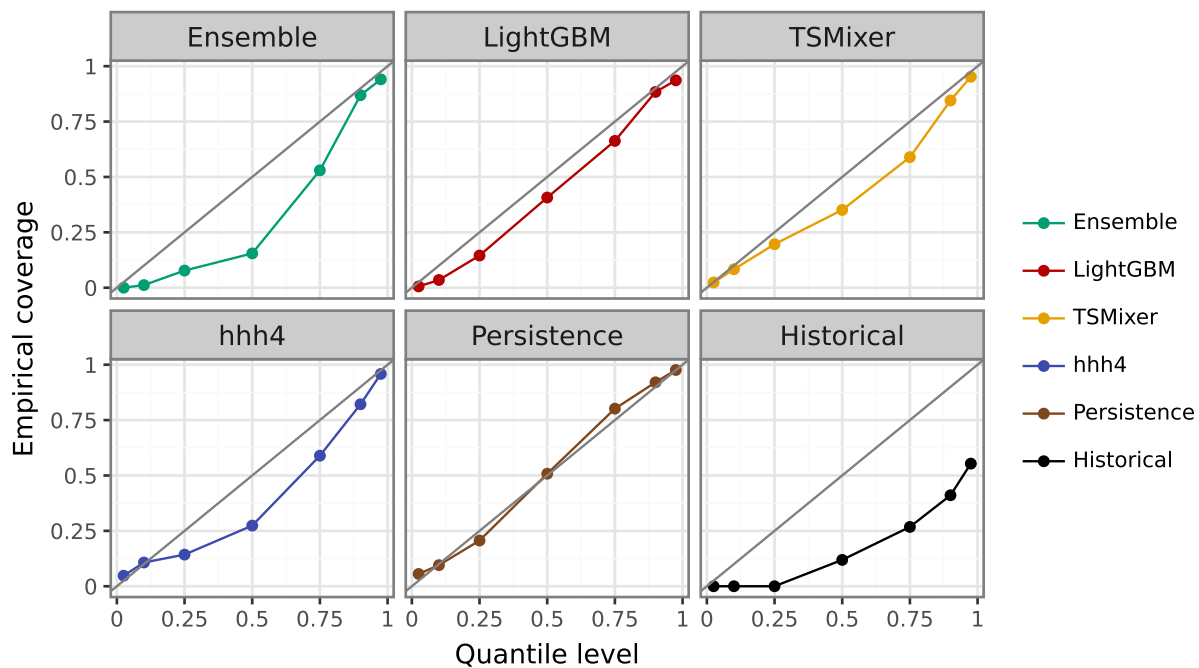 Ensemble
LightGBM
TSMixer
1
0.75
0.5
0.25
0
hhh4
Persistence
Historical
1
0.75
0.5
0.25
0
0 0.25 0.5 0.75 1
0 0.25 0.5 0.75 1
0 0.25 0.5 0.75 1
Quantile level
Empirical coverage
Ensemble
LightGBM
TSMixer
hhh4
Persistence
Historical